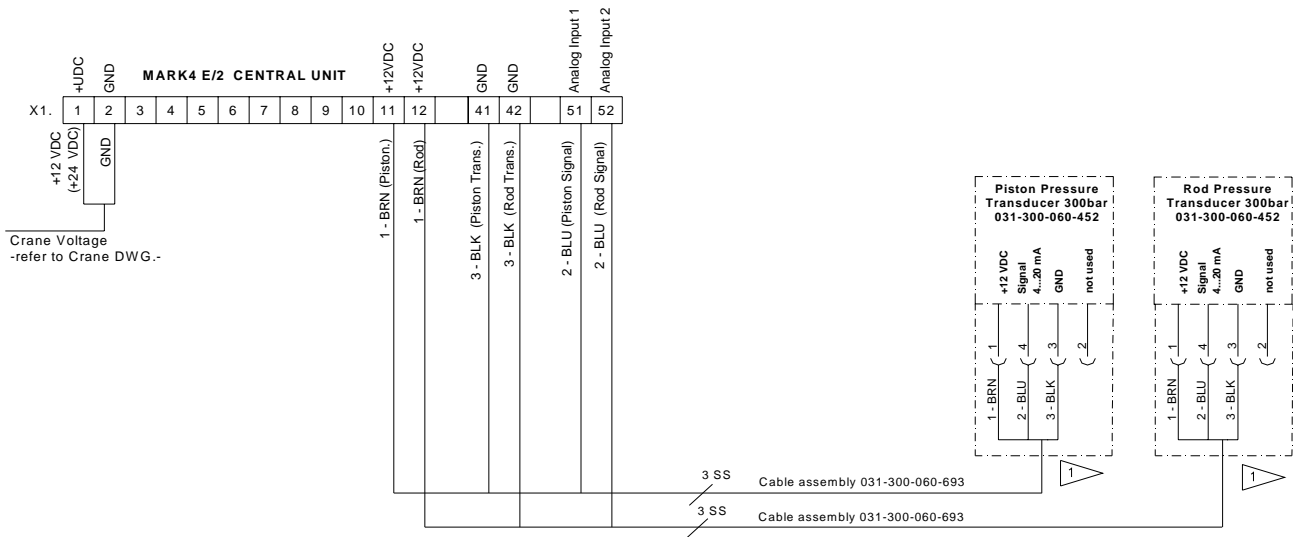 +UDC
GND
MARK4 E/2 CENTRAL UNIT
+12VDC
+12VDC
GND
GND
Analog Input 1
Analog Input 2
X1. 1 2 3 4 5 6 7 8 9 10 11 12 41 42 51 52
+12 VDC
(+24 VDC)
GND
1 - BRN (Piston.)
1 - BRN (Rod)
3 - BLK (Piston Trans.)
3 - BLK (Rod Trans.)
2 - BLU (Piston Signal)
2 - BLU (Rod Signal)
Crane Voltage
-refer to Crane DWG.-
Piston Pressure
Transducer 300bar
031-300-060-452
+12 VDC
Signal
4...20 mA
GND
not used
1
4
3
2
1 - BRN
2 - BLU
3 - BLK
1
Rod Pressure
Transducer 300bar
031-300-060-452
+12 VDC
Signal
4...20 mA
GND
not used
1
4
3
2
1 - BRN
2 - BLU
3 - BLK
1
3 SS
Cable assembly 031-300-060-693
3 SS
Cable assembly 031-300-060-693